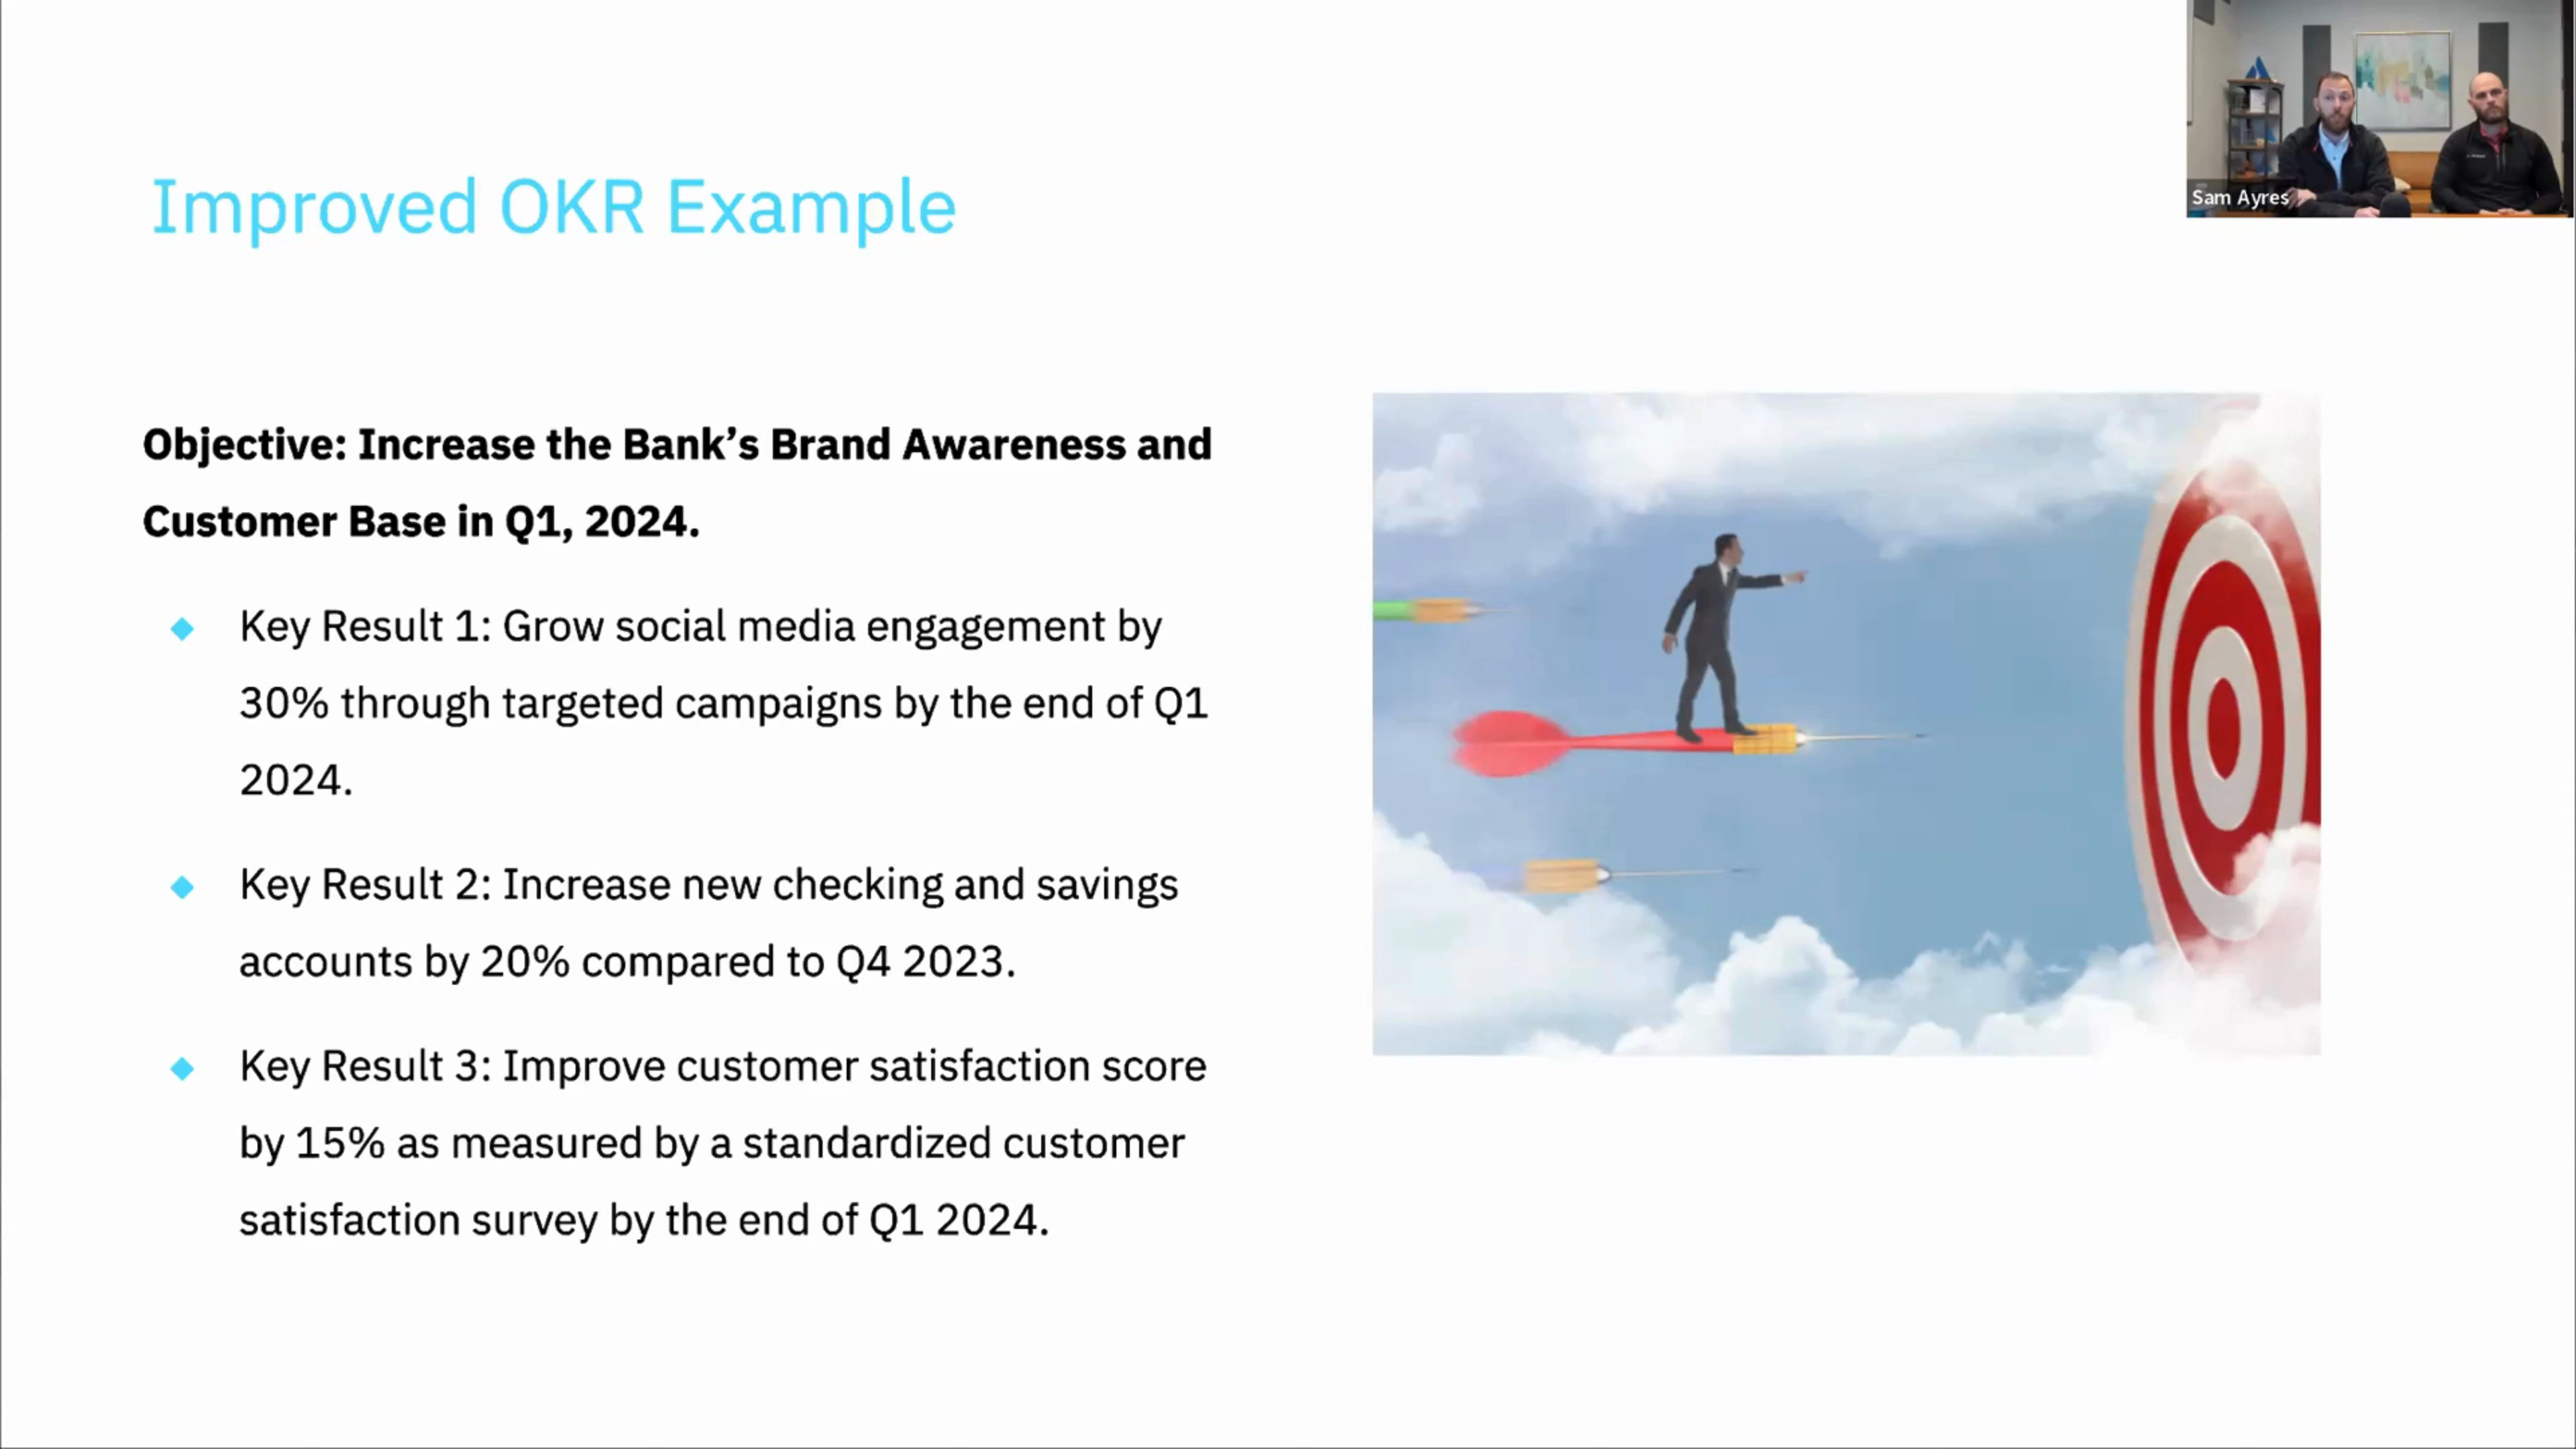 Sam Ayres
Improved OKR Example
Objective: Increase the Bank’s Brand Awareness and
Customer Base in Q1, 2024.
Key Result 1: Grow social media engagement by
30% through targeted campaigns by the end of Q1
2024.
Key Result 2: Increase new checking and savings
accounts by 20% compared to Q4 2023.
Key Result 3: Improve customer satisfaction score
by 15% as measured by a standardized customer
satisfaction survey by the end of Q1 2024.